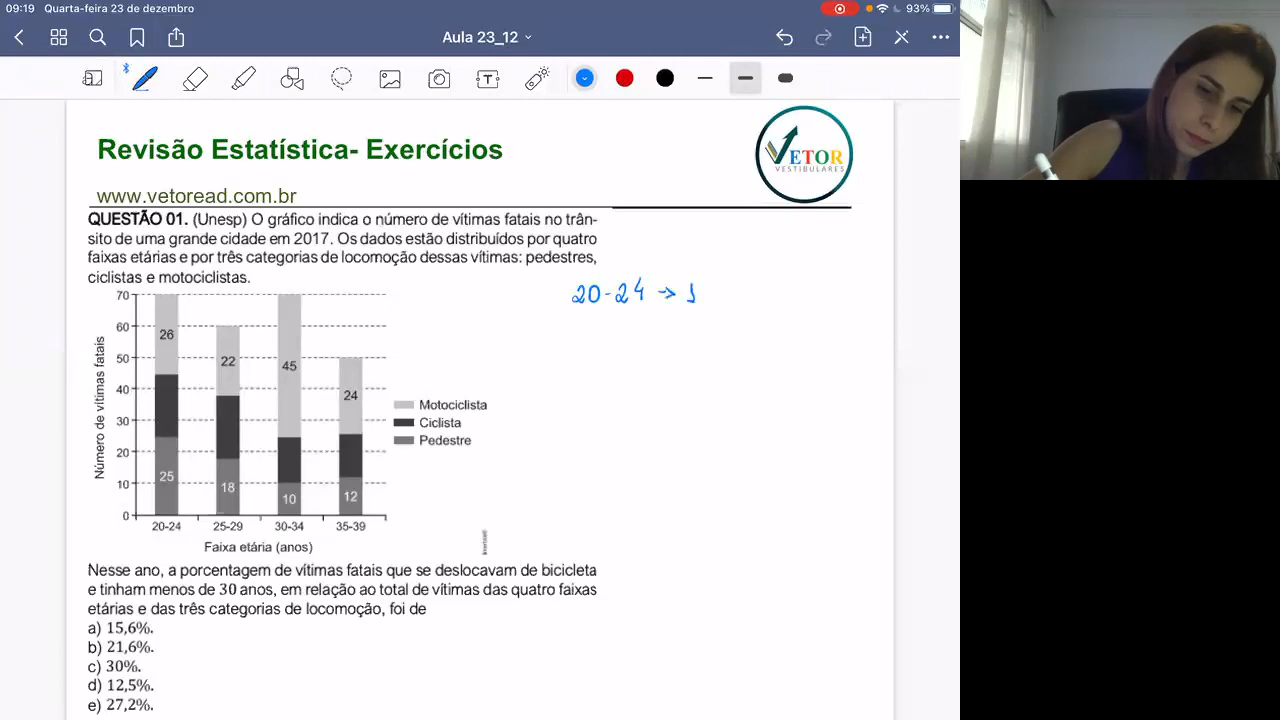 09:19 Quarta-feira 23 de dezembro
93%
Aula 23_12
Revisão Estatística- Exercícios
VETOR
VESTIBULARES
www.vetoread.com.br
QUESTÃO 01. (Unesp) O gráfico indica o número de vítimas fatais no trân-
sito de uma grande cidade em 2017. Os dados estão distribuídos por quatro
faixas etárias e por três categorias de locomoção dessas vítimas: pedestres,
ciclistas e motociclistas.
20-24 →
Número de vítimas fatais
70
60
50
40
30
20
10
0
26
22
45
24
25
18
10
12
Motociclista
Ciclista
Pedestre
20-24 25-29 30-34 35-39
Faixa etária (anos)
Nesse ano, a porcentagem de vítimas fatais que se deslocavam de bicicleta
e tinham menos de 30 anos, em relação ao total de vítimas das quatro faixas
etárias e das três categorias de locomoção, foi de
a) 15,6%.
b) 21,6%.
c) 30%.
d) 12,5%.
e) 27,2%.